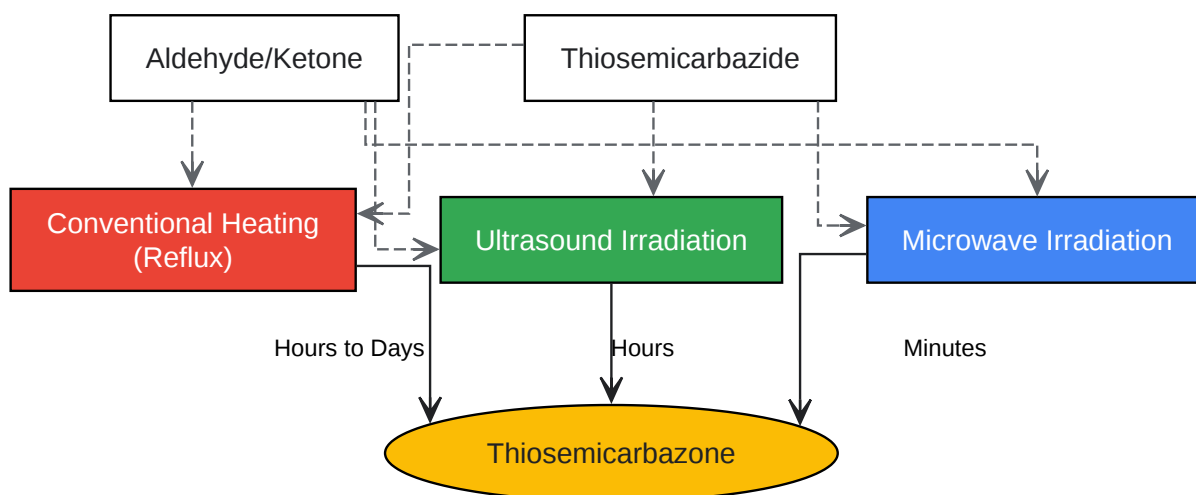 Aldehyde/Ketone
Thiosemicarbazide
Conventional Heating
(Reflux)
Ultrasound Irradiation
Microwave Irradiation
Hours to Days
Hours
Minutes
Thiosemicarbazone